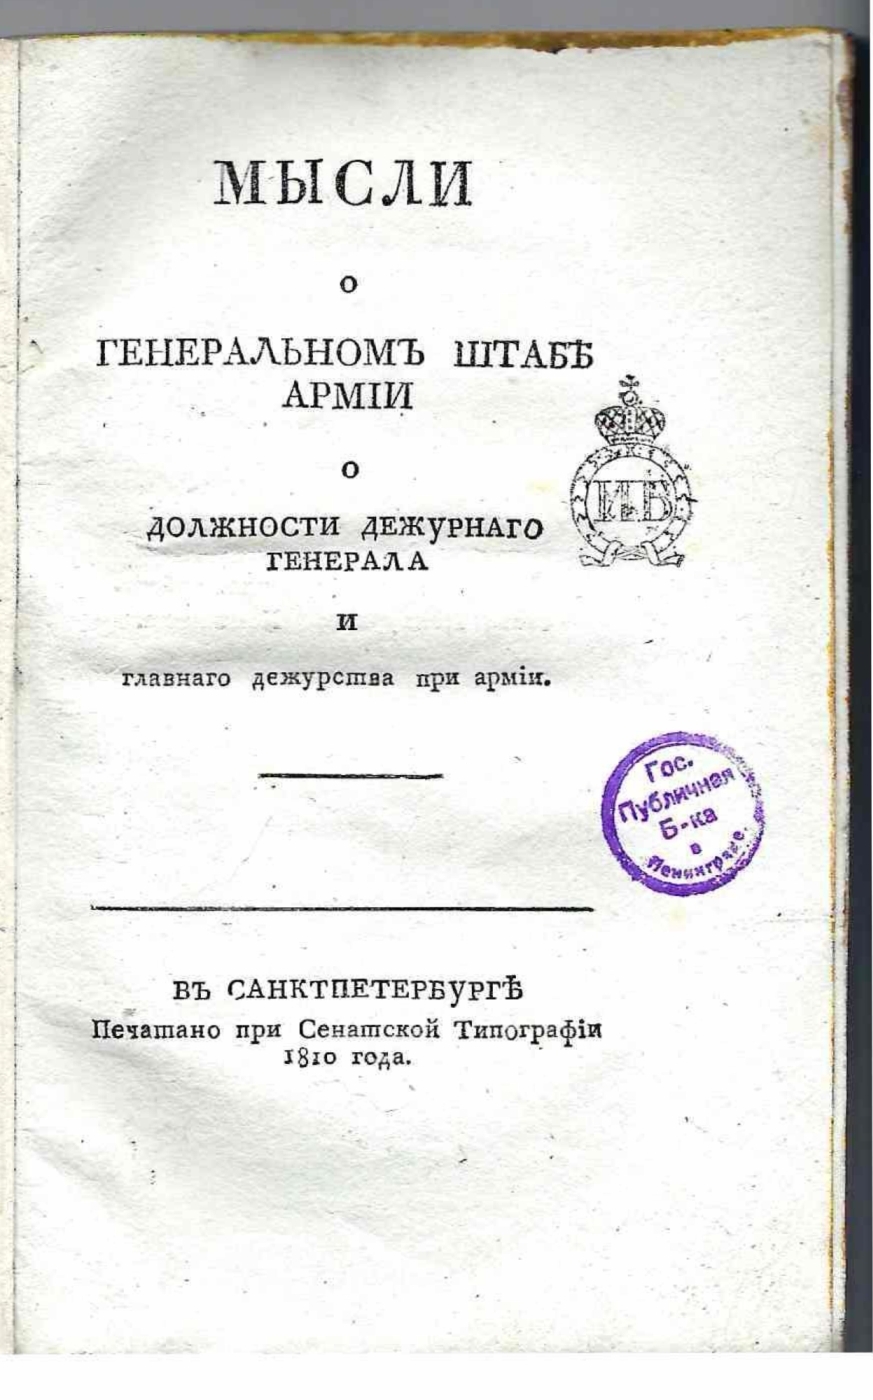 МЫСЛИ
О
ГЕНЕРАЛЬНОМЪ ШТАБѢ
АРМІИ
О
ДОЛЖНОСТИ ДЕЖУРНАГО
ГЕНЕРАЛА
И
главнаго дежурства при арміи.
Гос.
Публичная
Б-ка
в
Ленинграде.
ВЪ САНКТПЕТЕРБУРГѢ
Печатано при Сенатской Типографіи
1810 года.